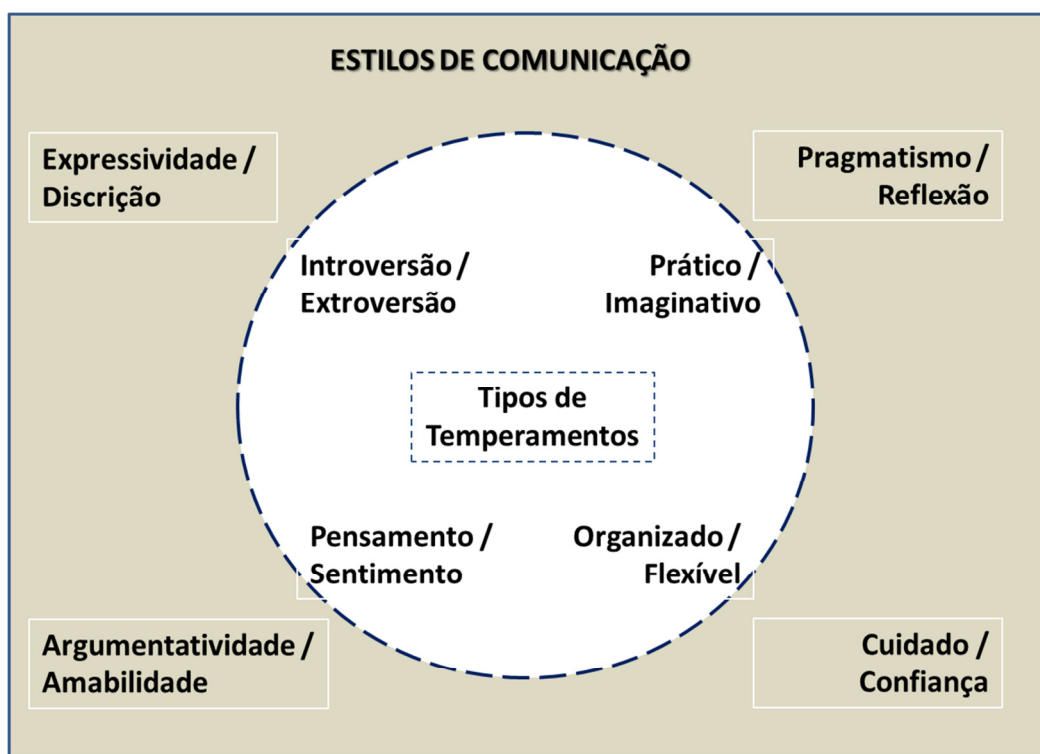 ESTILOS DE COMUNICAÇÃO
Expressividade /
Discrição
Pragmatismo /
Reflexão
Introversão /
Extroversão
Prático /
Imaginativo
Tipos de
Temperamentos
Pensamento /
Sentimento
Organizado /
Flexível
Argumentatividade /
Amabilidade
Cuidado /
Confiança